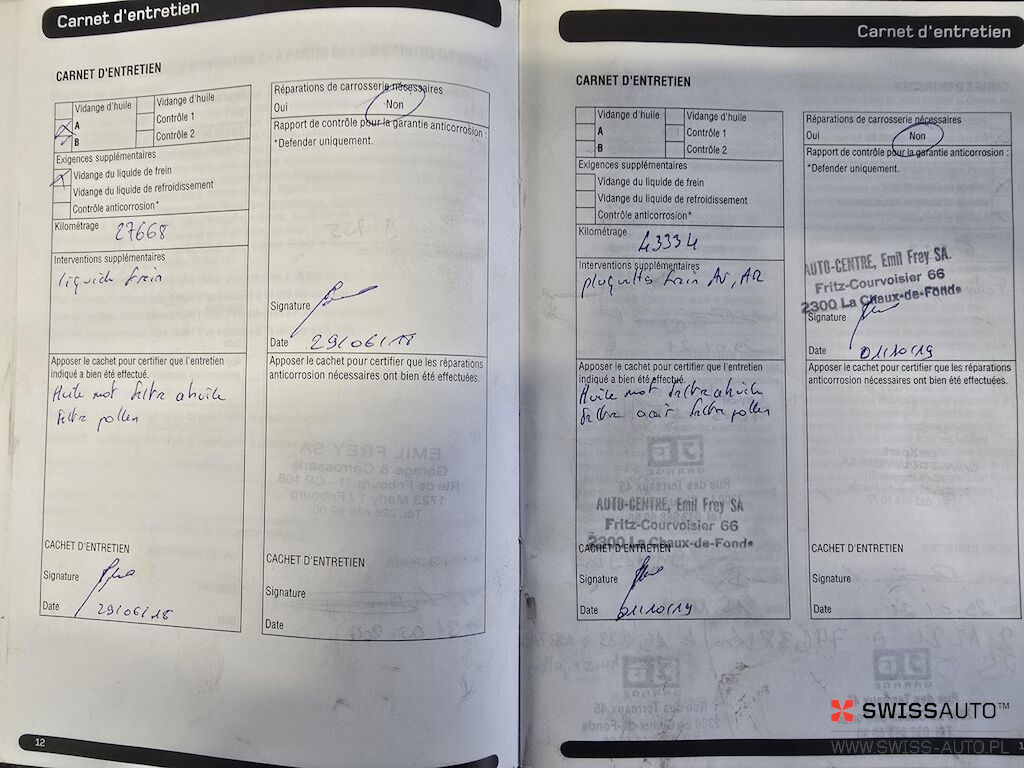 Carnet d'entretien
CARNET D'ENTRETIEN
Vidange d'huile
A
B
Vidange d'huile
Contrôle 1
Contrôle 2
Exigences supplémentaires
Vidange du liquide de frein
Vidange du liquide de refroidissement
Contrôle anticorrosion*
Kilométrage
27668
Interventions supplémentaires
liquide frein
Apposer le cachet pour certifier que l'entretien
indiqué a bien été effectué.
Huile mot filtre a huile
filtre pollen
CACHET D'ENTRETIEN
Signature
Date 29/06/18
Réparations de carrosserie nécessaires
Oui Non
Rapport de contrôle pour la garantie anticorrosion :
*Defender uniquement.
Signature
Date 29/06/18
Apposer le cachet pour certifier que les réparations
anticorrosion nécessaires ont bien été effectuées.
CACHET D'ENTRETIEN
Signature
Date
12
Carnet d'entretien
CARNET D'ENTRETIEN
Vidange d'huile
A
B
Vidange d'huile
Contrôle 1
Contrôle 2
Exigences supplémentaires
Vidange du liquide de frein
Vidange du liquide de refroidissement
Contrôle anticorrosion*
Kilométrage
43334
Interventions supplémentaires
plaquettes frein AV, AR
Apposer le cachet pour certifier que l'entretien
indiqué a bien été effectué.
Huile mot filtre a huile
filtre air filtre pollen
AUTO-CENTRE, Emil Frey SA
Fritz-Courvoisier 66
2300 La Chaux-de-Fonds
CACHET D'ENTRETIEN
Signature
Date 01/10/19
Réparations de carrosserie nécessaires
Oui Non
Rapport de contrôle pour la garantie anticorrosion :
*Defender uniquement.
AUTO-CENTRE, Emil Frey SA.
Fritz-Courvoisier 66
2300 La Chaux-de-Fonds
Signature
Date 01/10/19
Apposer le cachet pour certifier que les réparations
anticorrosion nécessaires ont bien été effectuées.
CACHET D'ENTRETIEN
Signature
Date
SWISSAUTO™
WWW.SWISS-AUTO.PL